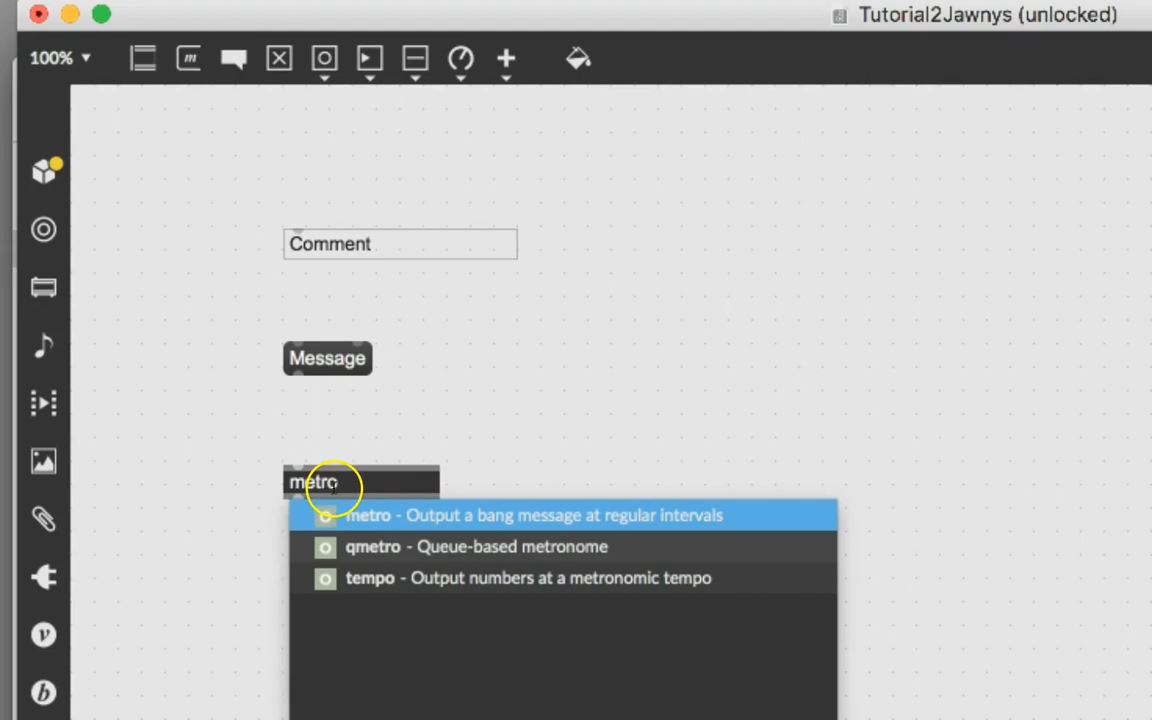 Tutorial2Jawnys (unlocked)
100%
m
Comment
Message
metro
metro - Output a bang message at regular intervals
qmetro - Queue-based metronome
tempo - Output numbers at a metronomic tempo
v
b